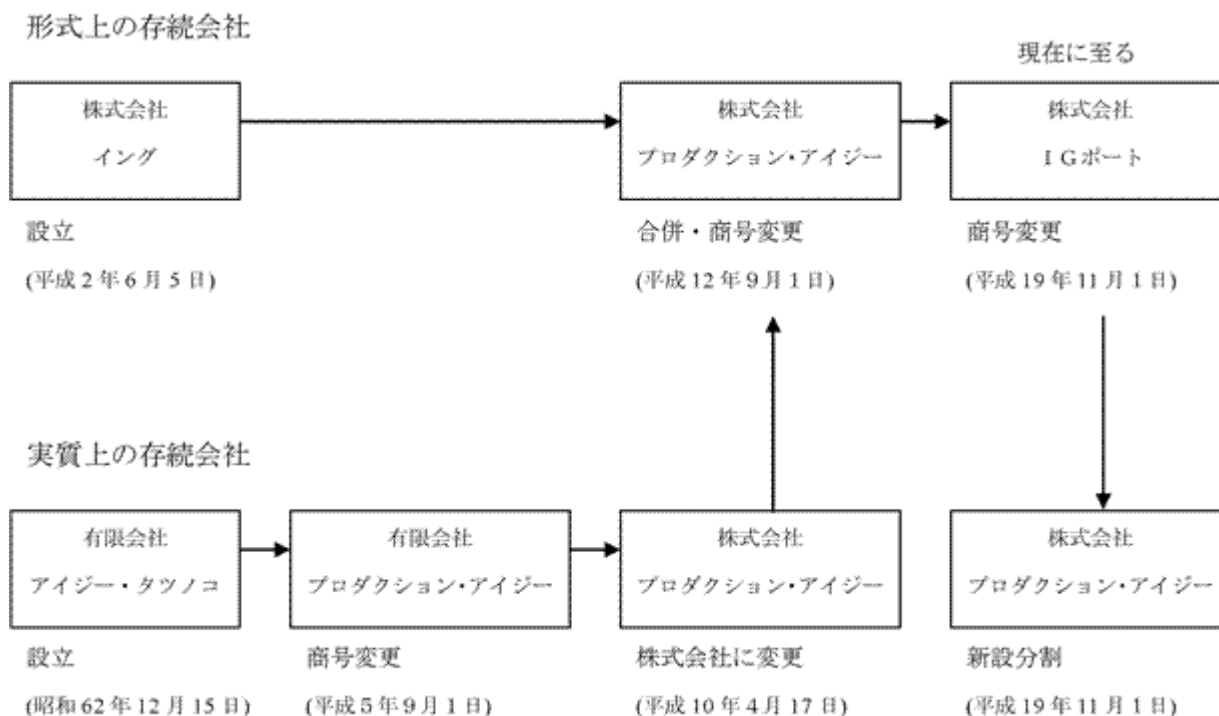 形式上の存続会社
現在に至る
株式会社
イング
株式会社
プロダクション・アイジー
株式会社
ＩＧポート
設立
(平成2年6月5日)
合併・商号変更
(平成12年9月1日)
商号変更
(平成19年11月1日)
実質上の存続会社
有限会社
アイジー・タツノコ
有限会社
プロダクション・アイジー
株式会社
プロダクション・アイジー
株式会社
プロダクション・アイジー
設立
(昭和62年12月15日)
商号変更
(平成5年9月1日)
株式会社に変更
(平成10年4月17日)
新設分割
(平成19年11月1日)